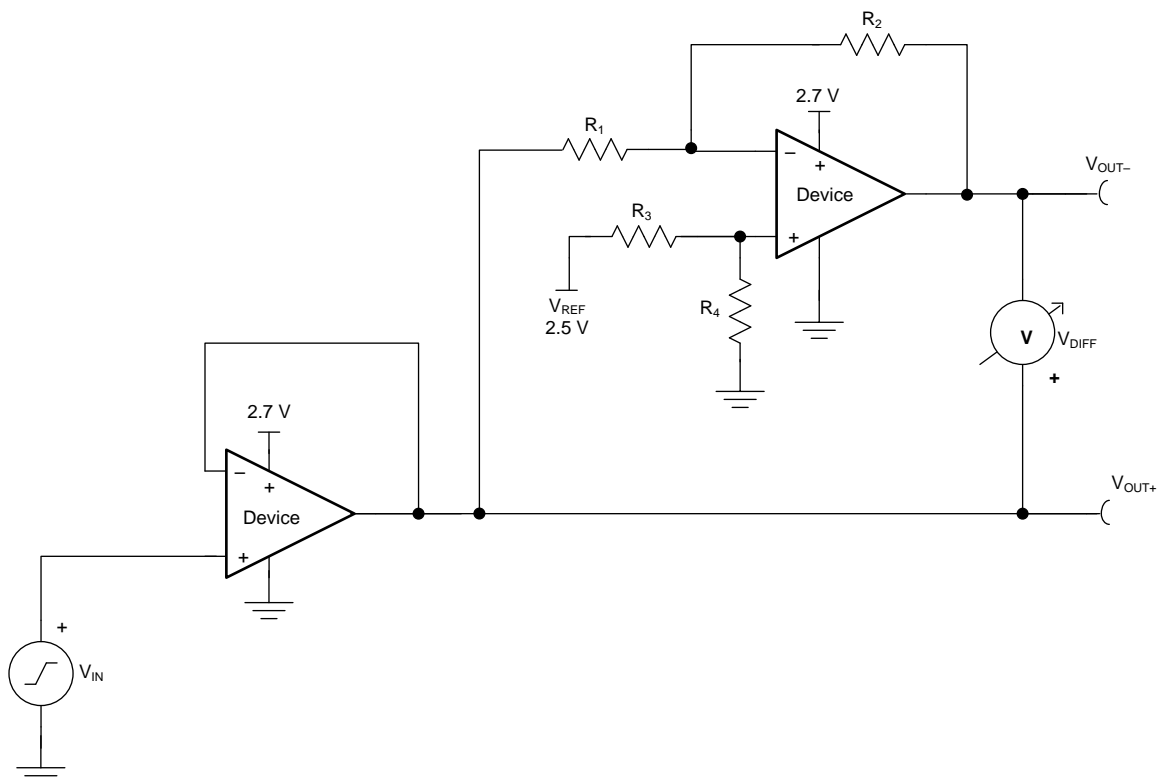 R2
2.7 V
R1
−
+
Device
VOUT−
R3
+
VREF
2.5 V
R4
V
VDIFF
+
2.7 V
−
+
Device
+
VOUT+
+
VIN